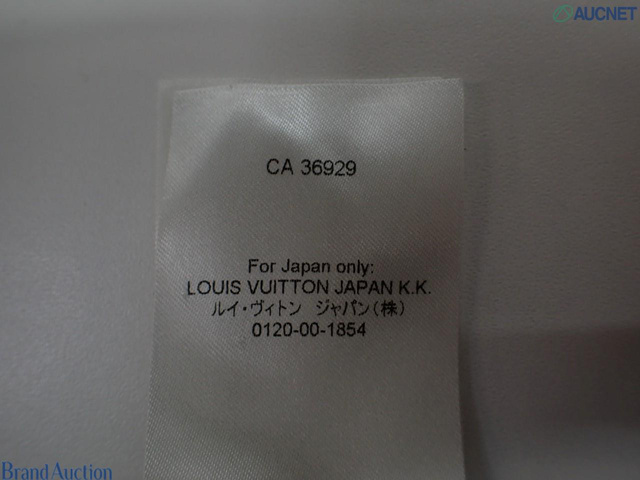 AUCNET
CA 36929
For Japan only:
LOUIS VUITTON JAPAN K.K.
ルイ・ヴィトン ジャパン(株)
0120-00-1854
Brand Auction